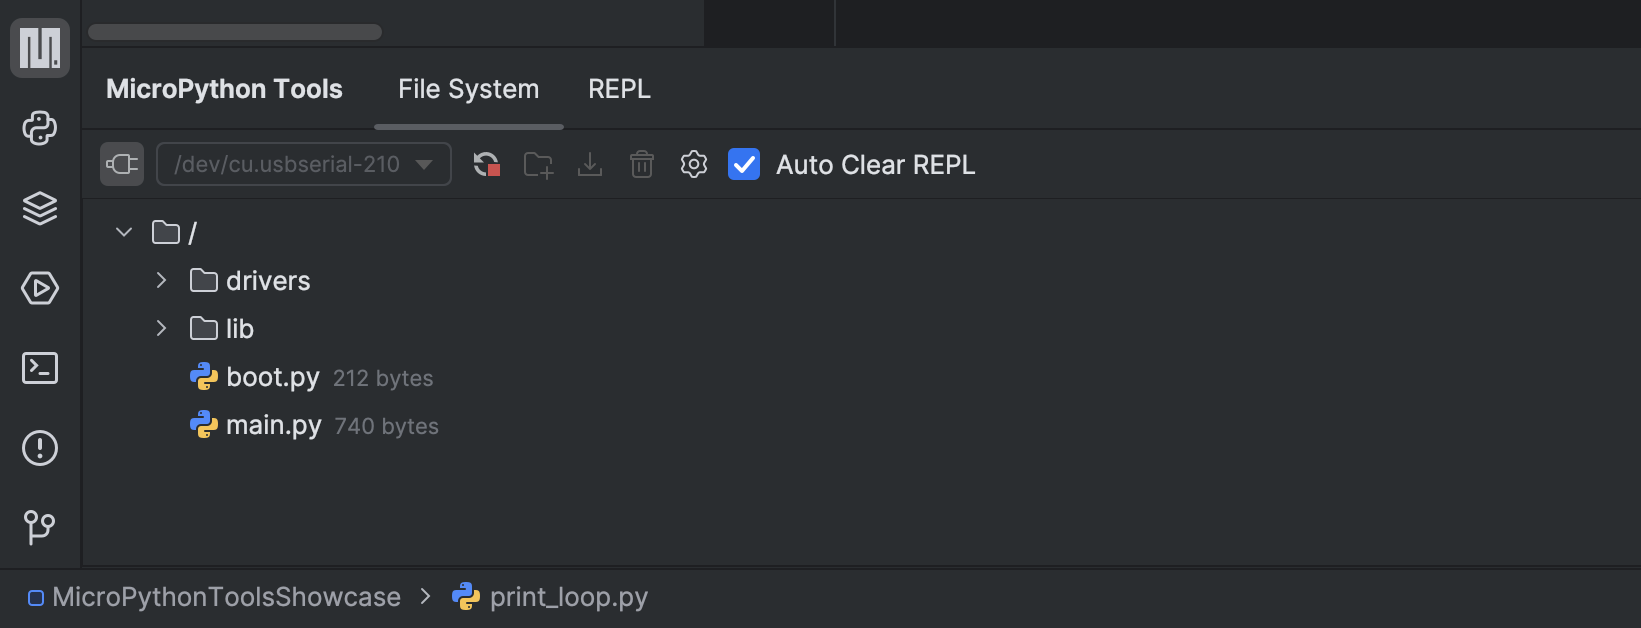 MicroPython Tools File System REPL
/dev/cu.usbserial-210 Auto Clear REPL
/
drivers
lib
boot.py 212 bytes
main.py 740 bytes
MicroPythonToolsShowcase > print_loop.py